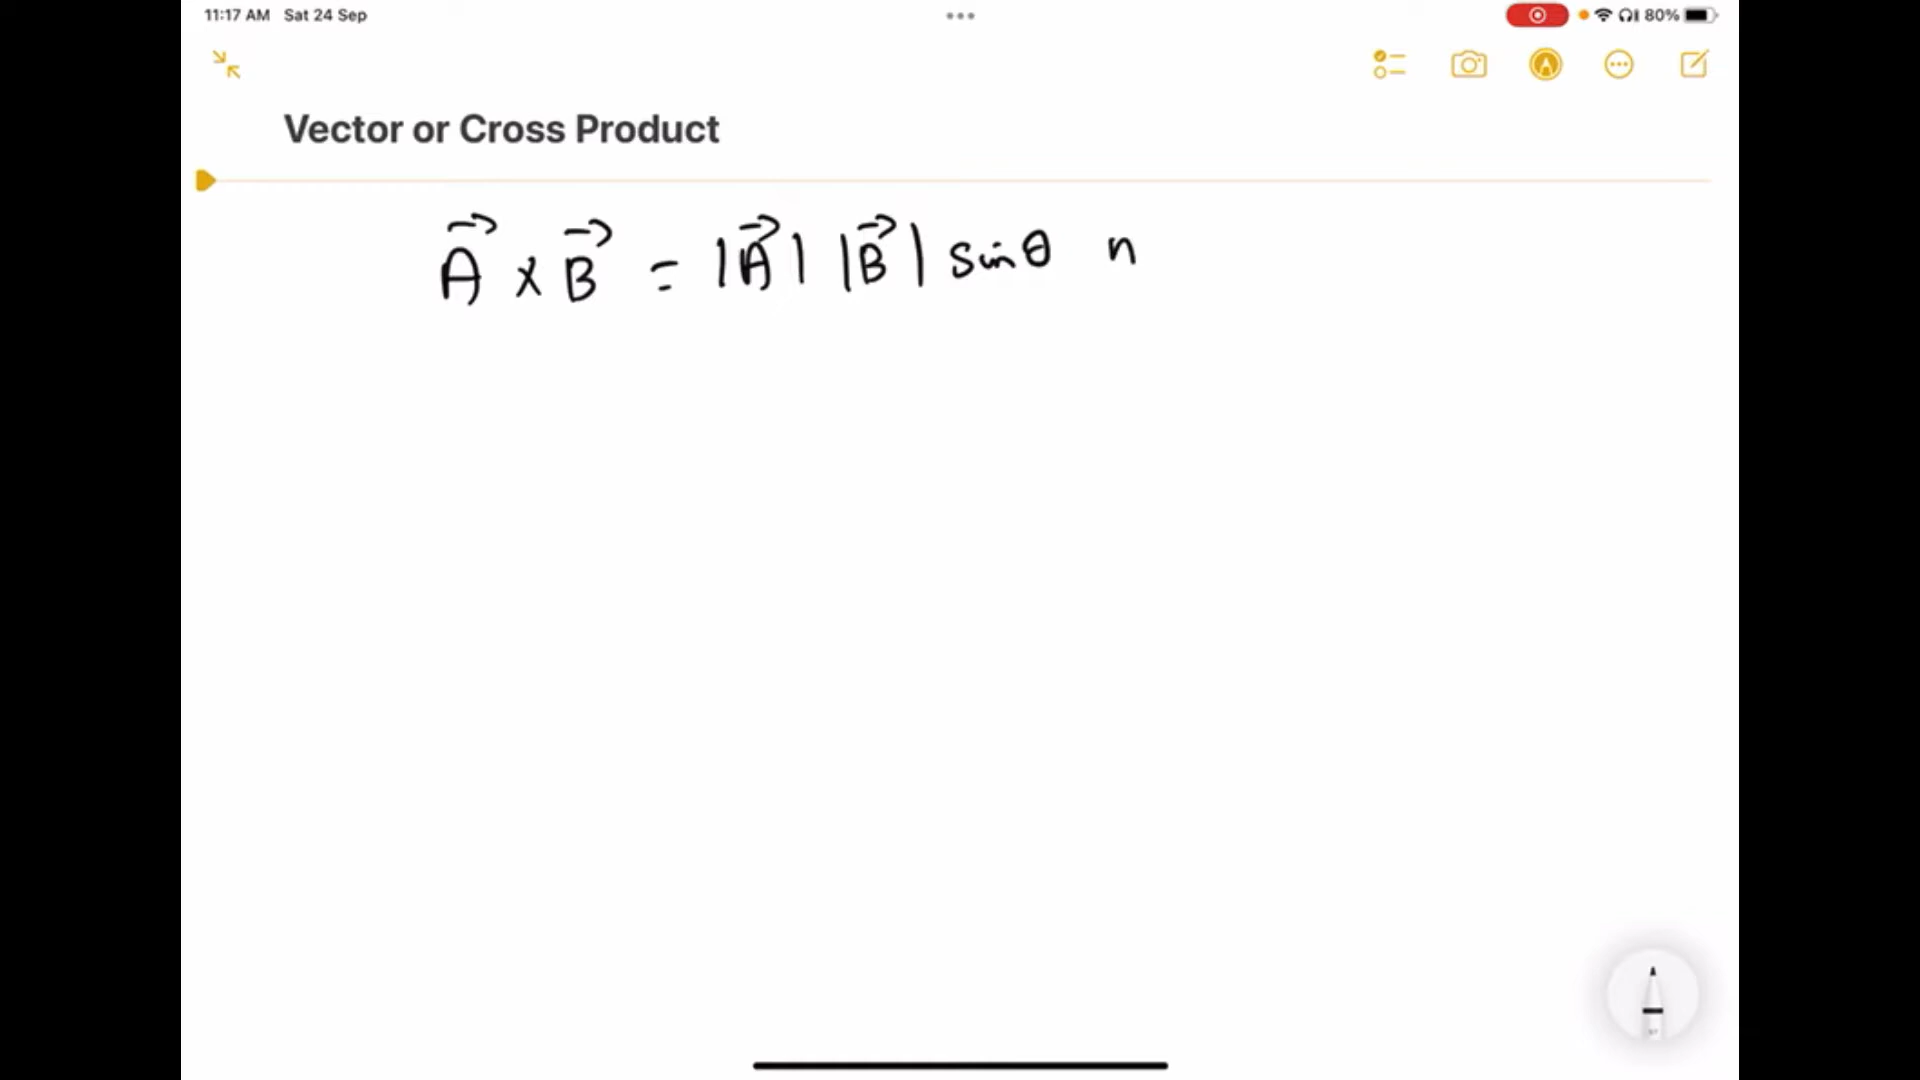 11:17 AM Sat 24 Sep
80%
Vector or Cross Product
A⃗ × B⃗ = |A⃗| |B⃗| sinθ n